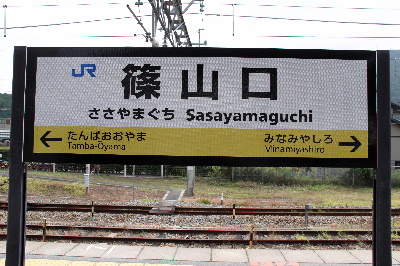 JR 篠山口
ささやまぐち Sasayamaguchi
たんばおおやま みなみやしろ
Tamba-Ōyama Minamiyashiro